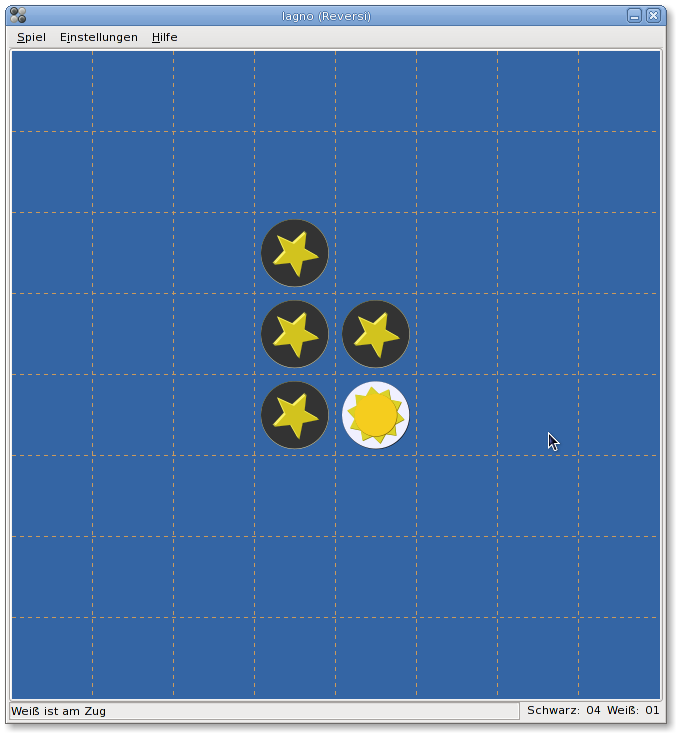 Iagno (Reversi)
Spiel Einstellungen Hilfe
Weiß ist am Zug Schwarz: 04 Weiß: 01